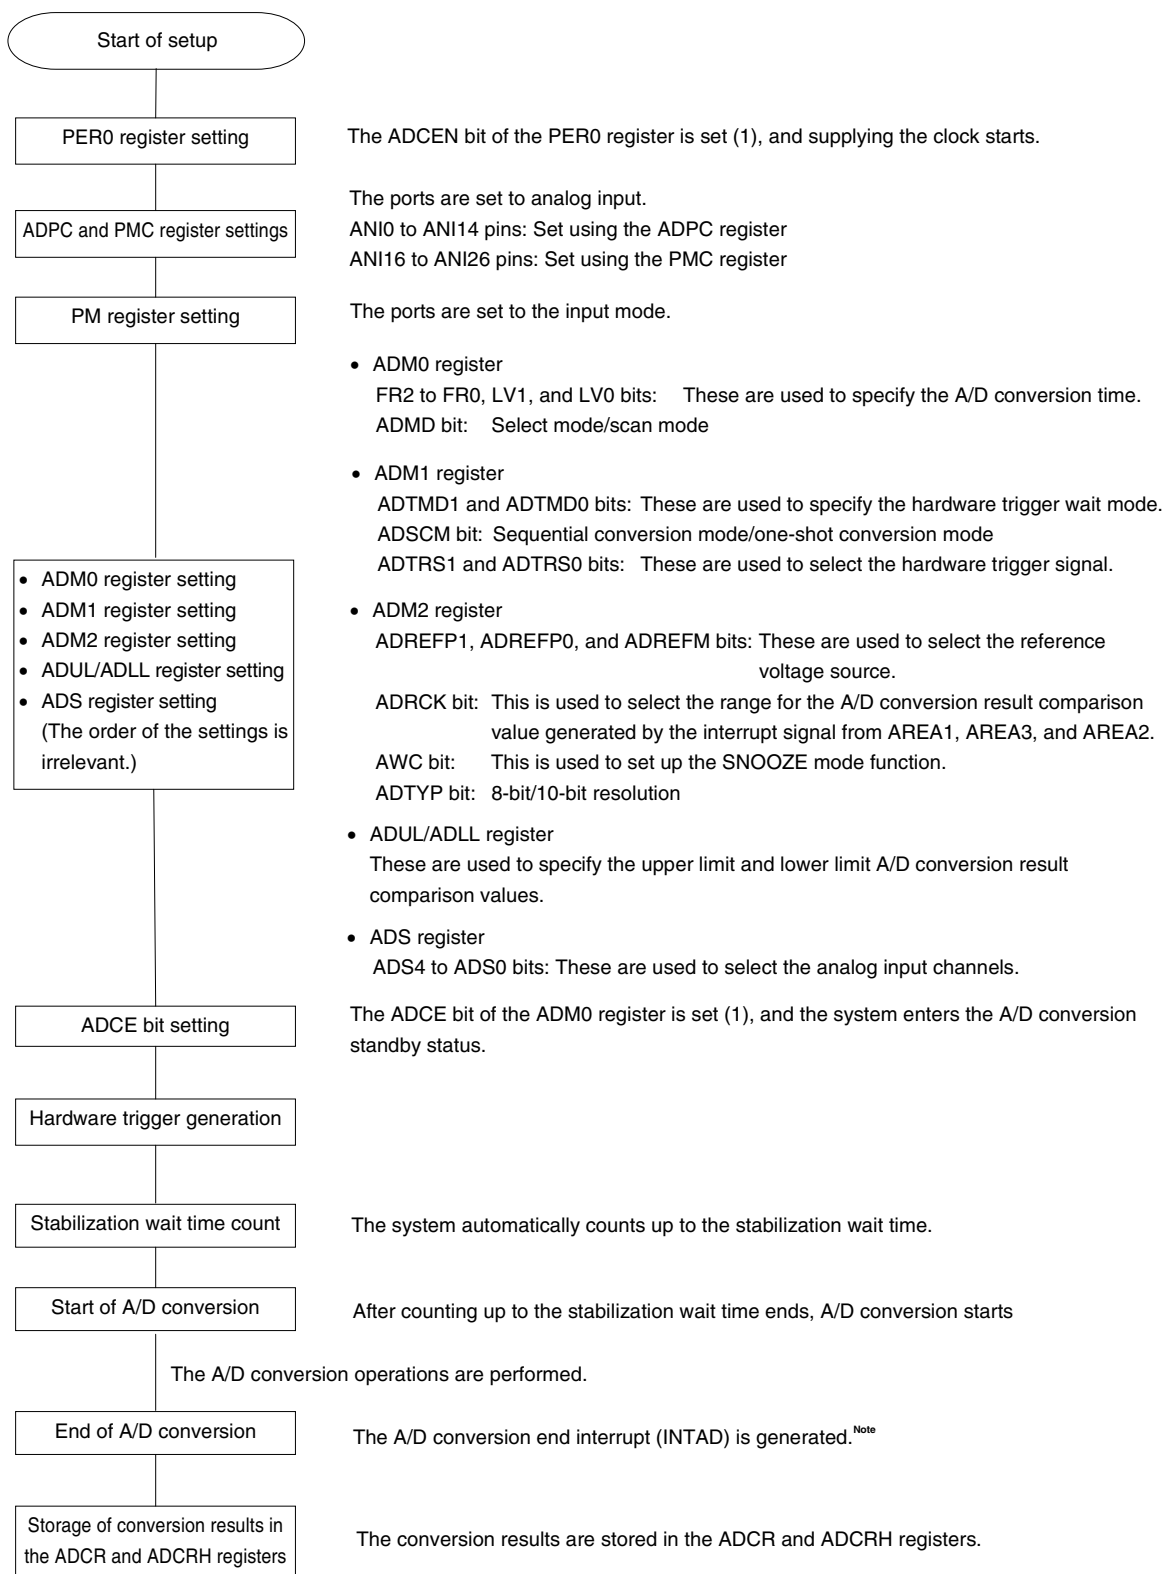 Start of setup
PER0 register setting
The ADCEN bit of the PER0 register is set (1), and supplying the clock starts.
ADPC and PMC register settings
The ports are set to analog input.
ANI0 to ANI14 pins: Set using the ADPC register
ANI16 to ANI26 pins: Set using the PMC register
PM register setting
The ports are set to the input mode.
• ADM0 register
FR2 to FR0, LV1, and LV0 bits: These are used to specify the A/D conversion time.
ADMD bit: Select mode/scan mode
• ADM1 register
ADTMD1 and ADTMD0 bits: These are used to specify the hardware trigger wait mode.
ADSCM bit: Sequential conversion mode/one-shot conversion mode
ADTRS1 and ADTRS0 bits: These are used to select the hardware trigger signal.
• ADM0 register setting
• ADM1 register setting
• ADM2 register setting
• ADUL/ADLL register setting
• ADS register setting
(The order of the settings is
irrelevant.)
• ADM2 register
ADREFP1, ADREFP0, and ADREFM bits: These are used to select the reference
voltage source.
ADRCK bit: This is used to select the range for the A/D conversion result comparison
value generated by the interrupt signal from AREA1, AREA3, and AREA2.
AWC bit: This is used to set up the SNOOZE mode function.
ADTYP bit: 8-bit/10-bit resolution
• ADUL/ADLL register
These are used to specify the upper limit and lower limit A/D conversion result
comparison values.
• ADS register
ADS4 to ADS0 bits: These are used to select the analog input channels.
ADCE bit setting
The ADCE bit of the ADM0 register is set (1), and the system enters the A/D conversion
standby status.
Hardware trigger generation
Stabilization wait time count
The system automatically counts up to the stabilization wait time.
Start of A/D conversion
After counting up to the stabilization wait time ends, A/D conversion starts
The A/D conversion operations are performed.
End of A/D conversion
The A/D conversion end interrupt (INTAD) is generated.Note
Storage of conversion results in
the ADCR and ADCRH registers
The conversion results are stored in the ADCR and ADCRH registers.